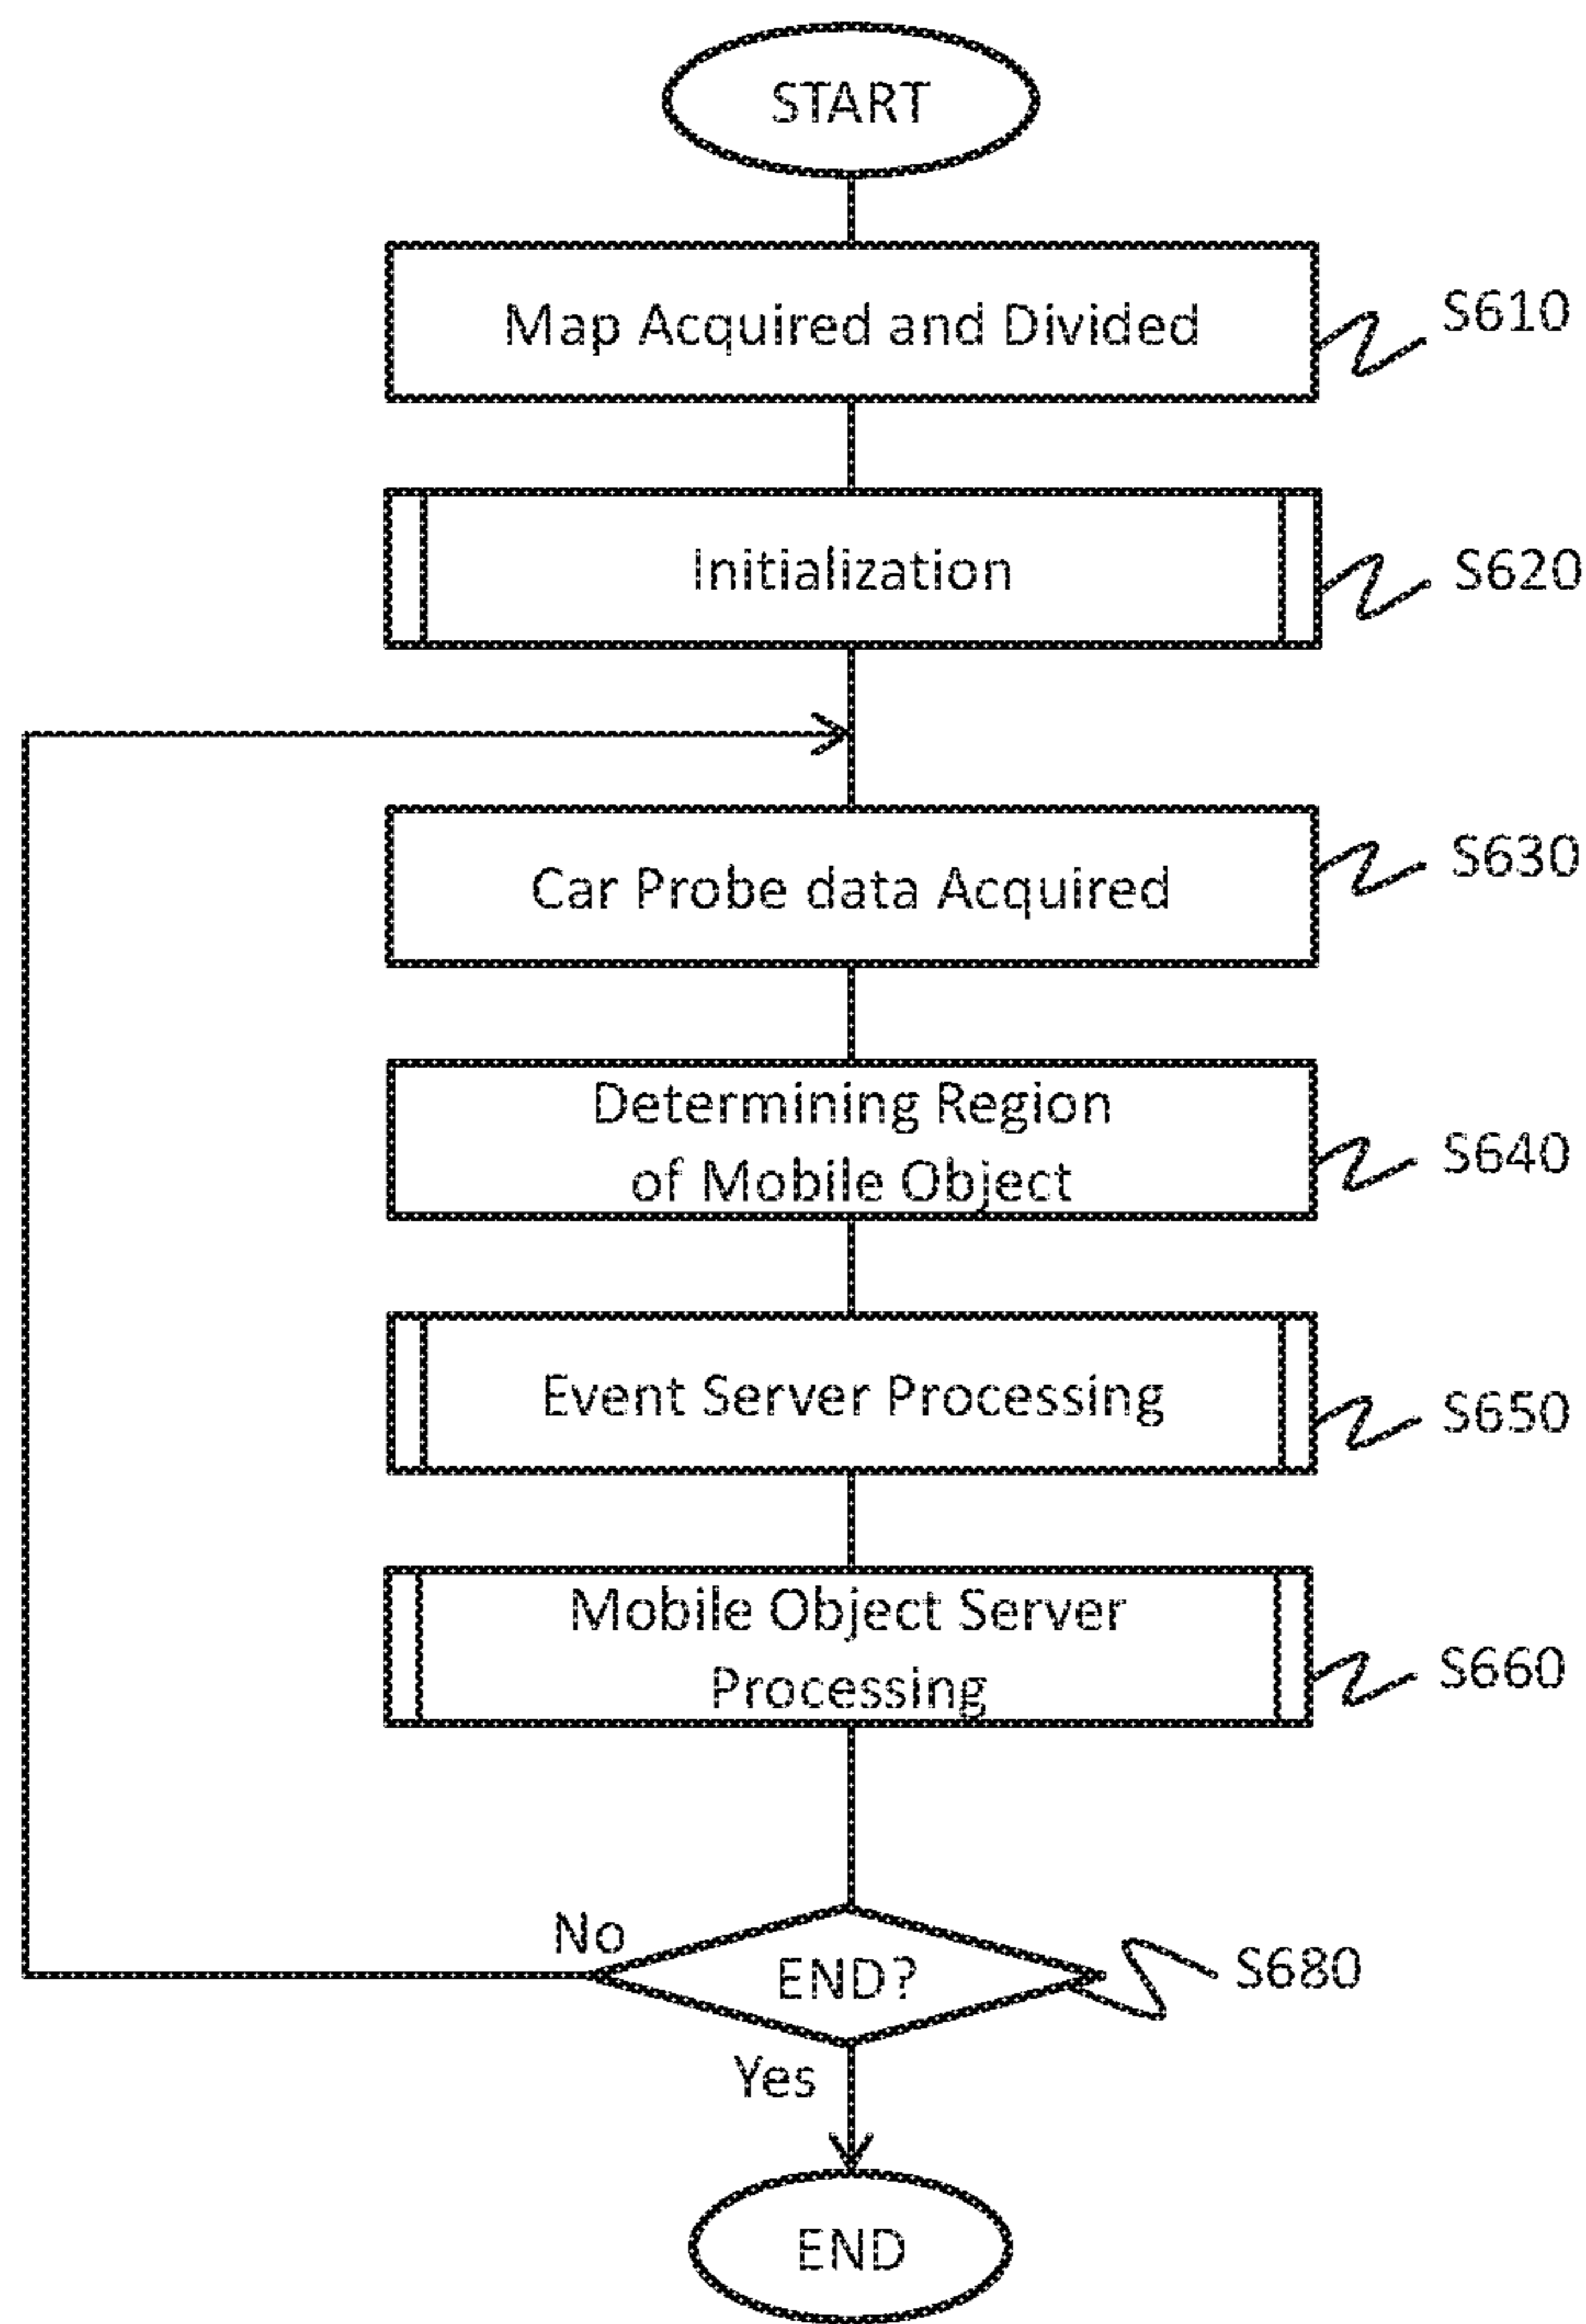 START
Map Acquired and Divided
S610
Initialization
S620
Car Probe data Acquired
S630
Determining Region
of Mobile Object
S640
Event Server Processing
S650
Mobile Object Server
Processing
S660
No
END?
S680
Yes
END